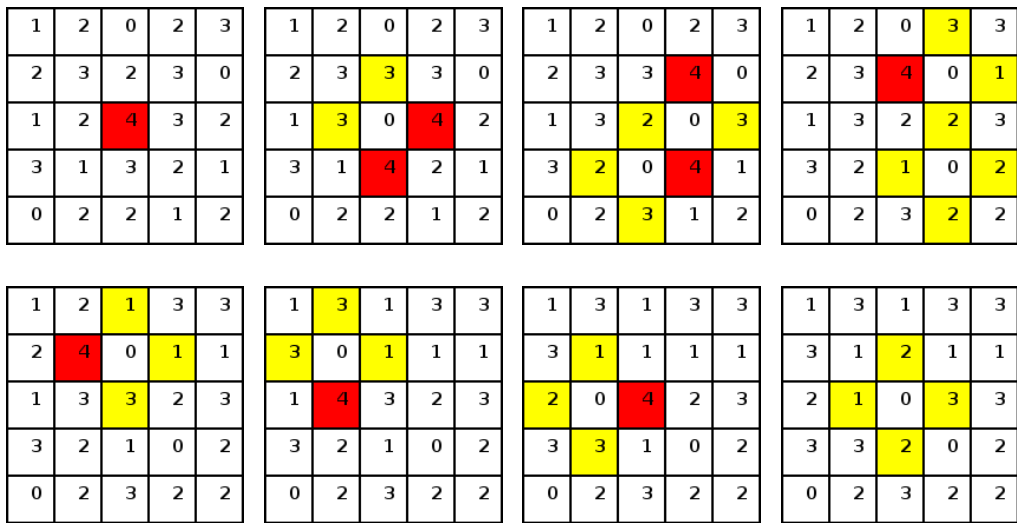 1 2 0 2 3
2 3 2 3 0
1 2 4 3 2
3 1 3 2 1
0 2 2 1 2
1 2 0 2 3
2 3 3 3 0
1 3 0 4 2
3 1 4 2 1
0 2 2 1 2
1 2 0 2 3
2 3 3 4 0
1 3 2 0 3
3 2 0 4 1
0 2 3 1 2
1 2 0 3 3
2 3 4 0 1
1 3 2 2 3
3 2 1 0 2
0 2 3 2 2
1 2 1 3 3
2 4 0 1 1
1 3 3 2 3
3 2 1 0 2
0 2 3 2 2
1 3 1 3 3
3 0 1 1 1
1 4 3 2 3
3 2 1 0 2
0 2 3 2 2
1 3 1 3 3
3 1 1 1 1
2 0 4 2 3
3 3 1 0 2
0 2 3 2 2
1 3 1 3 3
3 1 2 1 1
2 1 0 3 3
3 3 2 0 2
0 2 3 2 2